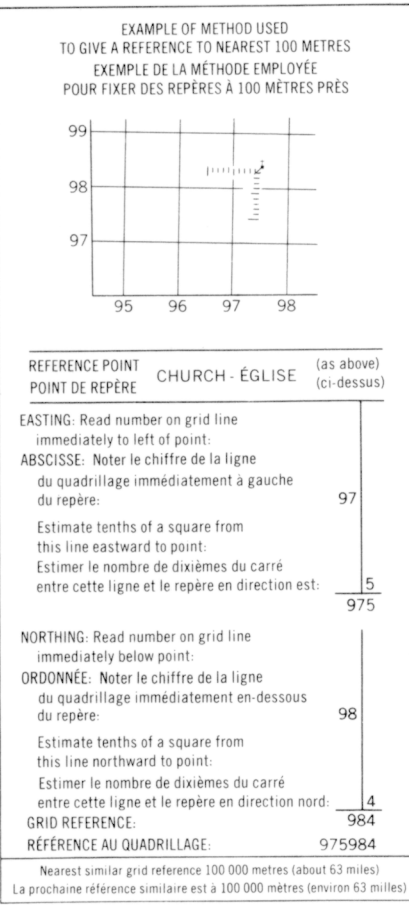 EXAMPLE OF METHOD USED
TO GIVE A REFERENCE TO NEAREST 100 METRES
EXEMPLE DE LA MÉTHODE EMPLOYÉE
POUR FIXER DES REPÈRES À 100 MÈTRES PRÈS
99
98
97
95 96 97 98
REFERENCE POINT
POINT DE REPÈRE
CHURCH - ÉGLISE
(as above)
(ci-dessus)
EASTING: Read number on grid line
immediately to left of point:
ABSCISSE: Noter le chiffre de la ligne
du quadrillage immédiatement à gauche
du repère: 97
Estimate tenths of a square from
this line eastward to point:
Estimer le nombre de dixièmes du carré
entre cette ligne et le repère en direction est: 5
975
NORTHING: Read number on grid line
immediately below point:
ORDONNÉE: Noter le chiffre de la ligne
du quadrillage immédiatement en-dessous
du repère: 98
Estimate tenths of a square from
this line northward to point:
Estimer le nombre de dixièmes du carré
entre cette ligne et le repère en direction nord: 4
GRID REFERENCE: 984
RÉFÉRENCE AU QUADRILLAGE: 975984
Nearest similar grid reference 100 000 metres (about 63 miles)
La prochaine référence similaire est à 100 000 mètres (environ 63 milles)